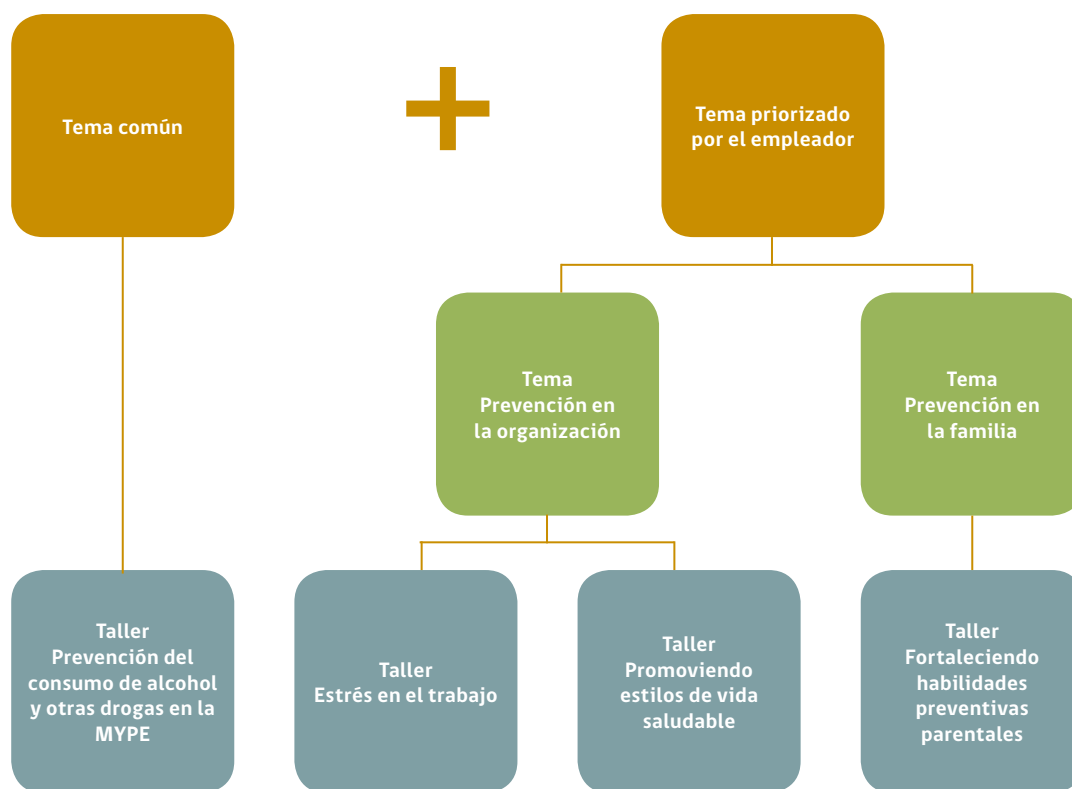 Tema común
+
Tema priorizado
por el empleador
Tema
Prevención en
la organización
Tema
Prevención en
la familia
Taller
Prevención del
consumo de alcohol
y otras drogas en la
MYPE
Taller
Estrés en el trabajo
Taller
Promoviendo
estilos de vida
saludable
Taller
Fortaleciendo
habilidades
preventivas
parentales